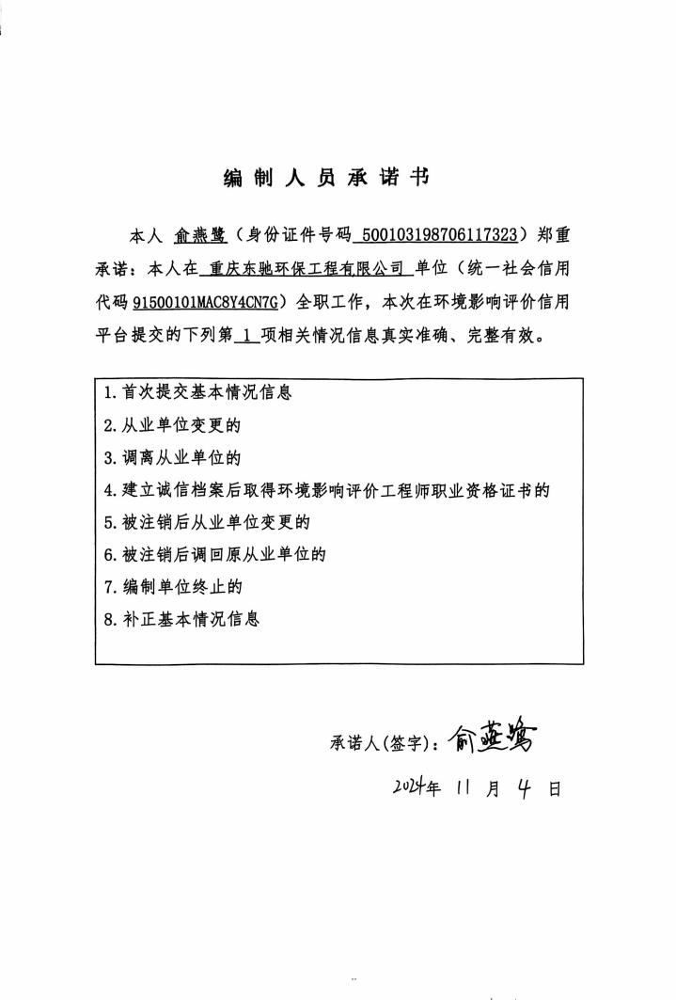 编制人员承诺书
本人 俞燕鹭（身份证件号码 500103198706117323）郑重
承诺：本人在 重庆东驰环保工程有限公司 单位（统一社会信用
代码 91500101MAC8Y4CN7G）全职工作，本次在环境影响评价信用
平台提交的下列第 1 项相关情况信息真实准确、完整有效。
1.首次提交基本情况信息
2.从业单位变更的
3.调离从业单位的
4.建立诚信档案后取得环境影响评价工程师职业资格证书的
5.被注销后从业单位变更的
6.被注销后调回原从业单位的
7.编制单位终止的
8.补正基本情况信息
承诺人(签字)：俞燕鹭
2024年 11 月 4 日